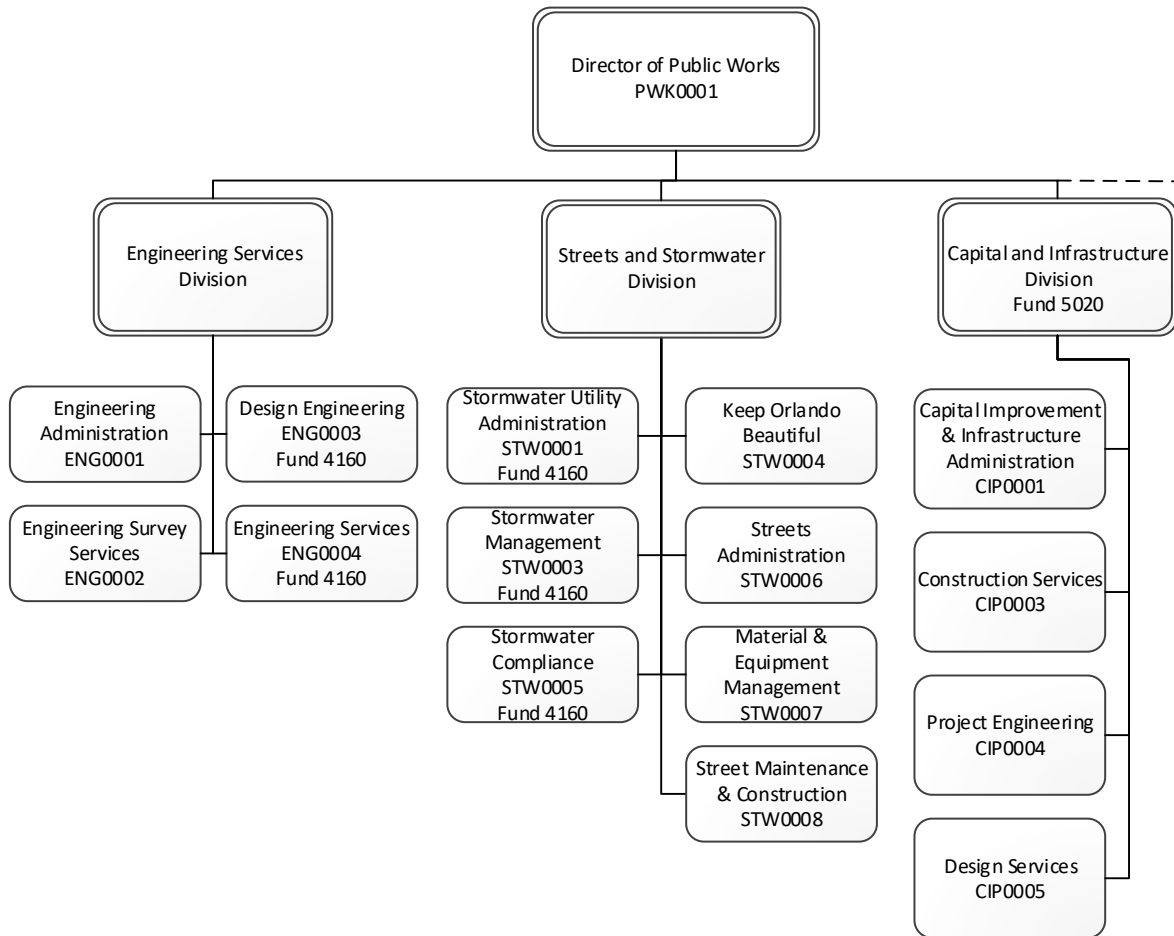 Director of Public Works
PWK0001
Engineering Services
Division
Streets and Stormwater
Division
Capital and Infrastructure
Division
Fund 5020
Engineering
Administration
ENG0001
Design Engineering
ENG0003
Fund 4160
Engineering Survey
Services
ENG0002
Engineering Services
ENG0004
Fund 4160
Stormwater Utility
Administration
STW0001
Fund 4160
Keep Orlando
Beautiful
STW0004
Stormwater
Management
STW0003
Fund 4160
Streets
Administration
STW0006
Stormwater
Compliance
STW0005
Fund 4160
Material &
Equipment
Management
STW0007
Street Maintenance
& Construction
STW0008
Capital Improvement
& Infrastructure
Administration
CIP0001
Construction Services
CIP0003
Project Engineering
CIP0004
Design Services
CIP0005